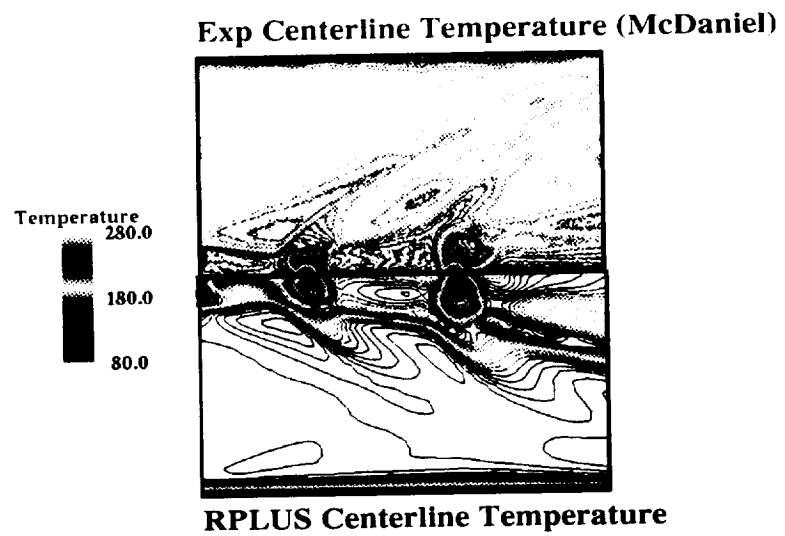 Exp Centerline Temperature (McDaniel)
Temperature
280.0
180.0
80.0
RPLUS Centerline Temperature